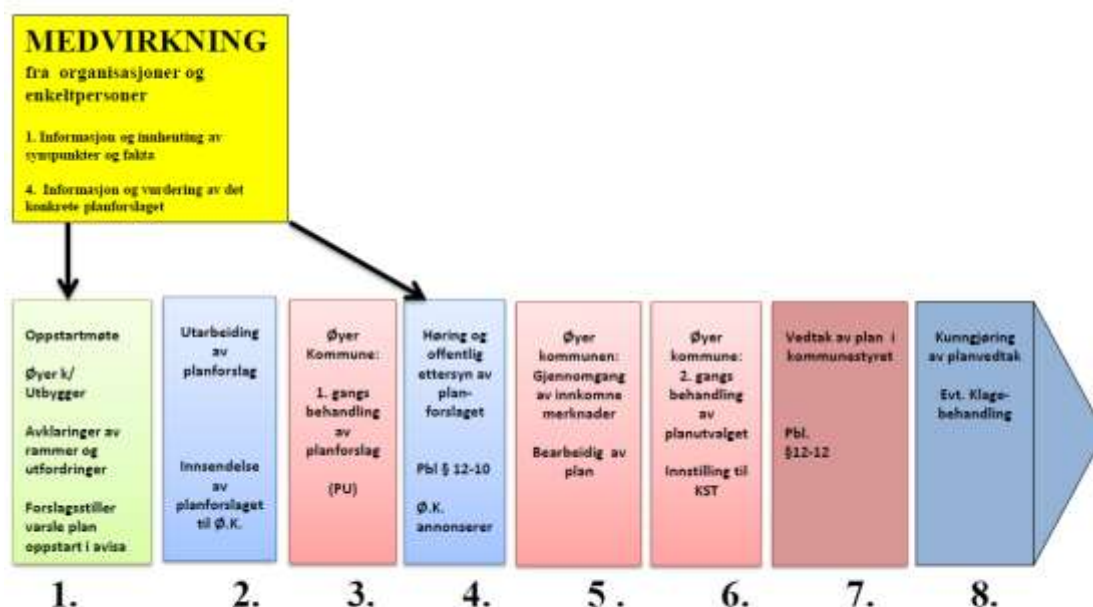 MEDVIRKNING
fra organisasjoner og
enkeltpersoner
1. Informasjon og innhenting av
synspunkter og fakta
4. Informasjon og vurdering av det
konkrete planforslaget
Oppstartmøte
Øyer k/
Utbygger
Avklaringer av
rammer og
utfordringer
Forslagsstiller
varsle plan
oppstart i avisa
Utarbeiding
av
planforslag
Innsendelse
av
planforslaget
til Ø.K.
Øyer
Kommune:
1. gangs
behandling
av
planforslag
(PU)
Høring og
offentlig
ettersyn av
plan-
forslaget
Pbl § 12-10
Ø.K.
annonserer
Øyer
kommunen:
Gjennomgang
av innkomne
merknader
Bearbeidig av
plan
Øyer
kommune:
2. gangs
behandling
av
planutvalget
Innstilling til
KST
Vedtak av plan i
kommunestyret
Pbl.
§12-12
Kunngjøring
av planvedtak
Evt. Klage-
behandling
1.
2.
3.
4.
5 .
6.
7.
8.